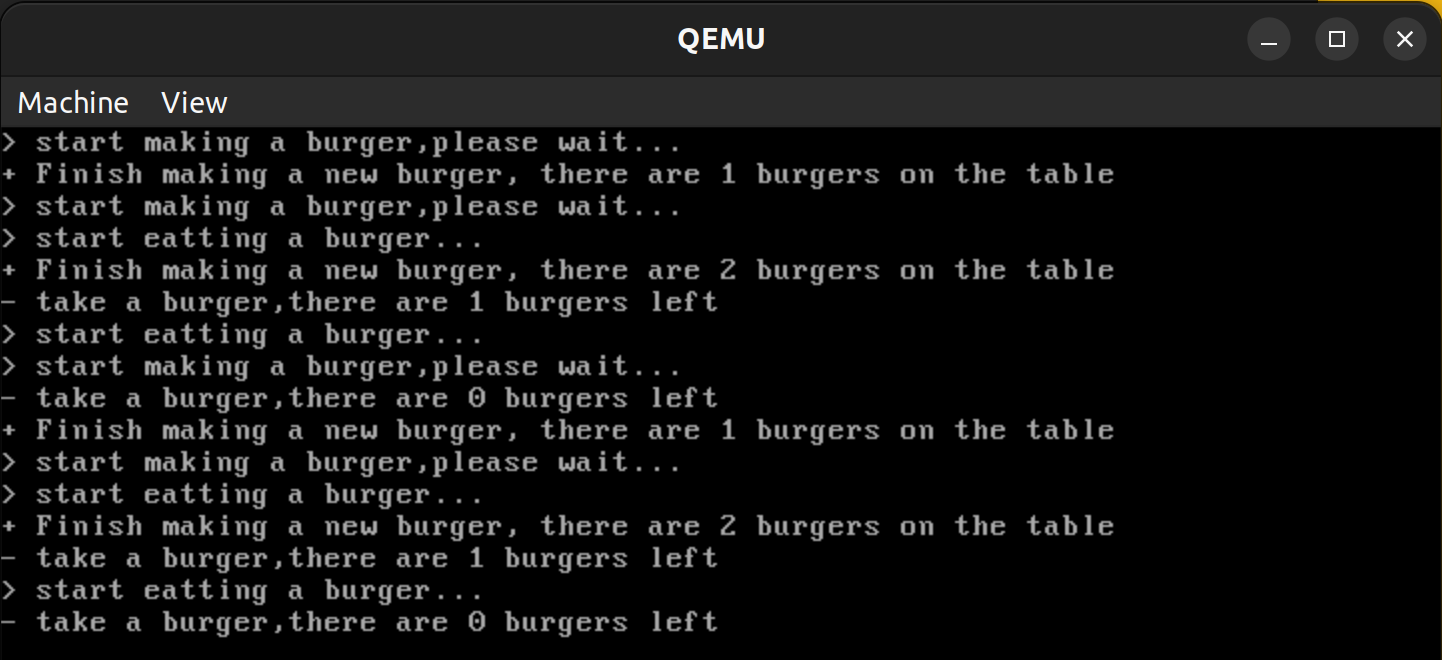 QEMU
Machine View
> start making a burger,please wait...
+ Finish making a new burger, there are 1 burgers on the table
> start making a burger,please wait...
> start eatting a burger...
+ Finish making a new burger, there are 2 burgers on the table
- take a burger,there are 1 burgers left
> start eatting a burger...
> start making a burger,please wait...
- take a burger,there are 0 burgers left
+ Finish making a new burger, there are 1 burgers on the table
> start making a burger,please wait...
> start eatting a burger...
+ Finish making a new burger, there are 2 burgers on the table
- take a burger,there are 1 burgers left
> start eatting a burger...
- take a burger,there are 0 burgers left